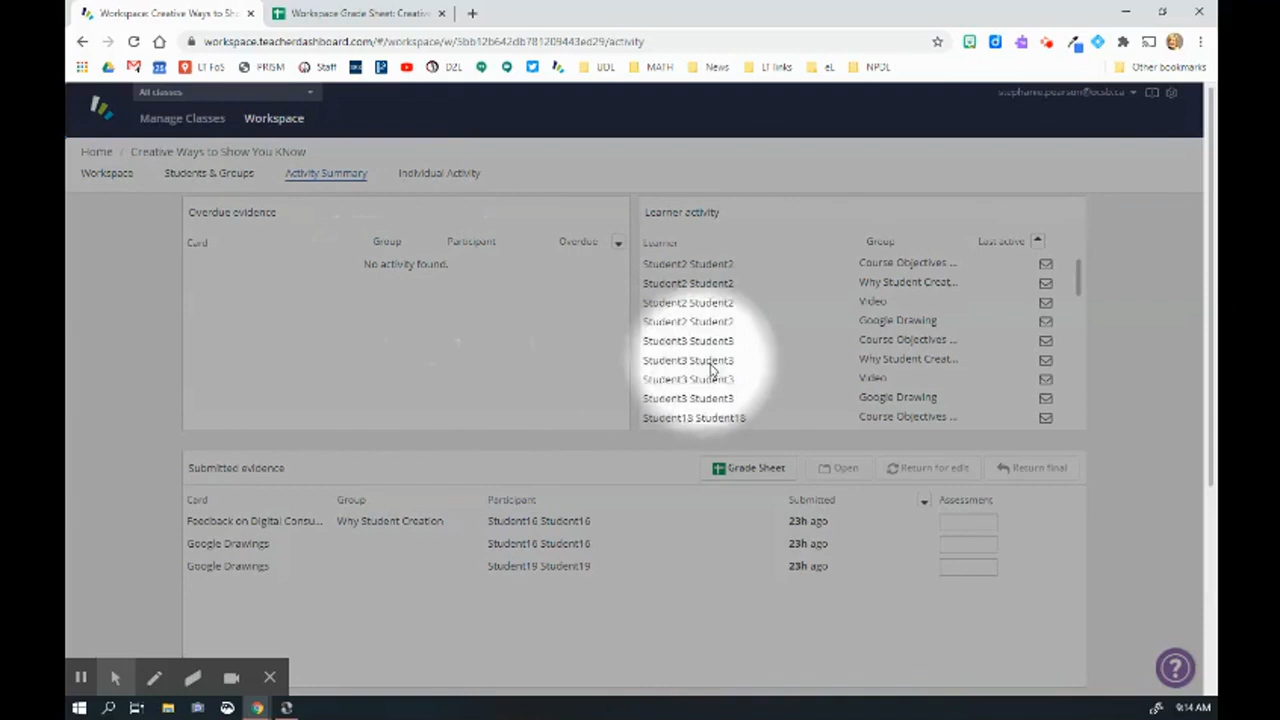 Workspace: Creative Ways to Sh
Workspace Grade Sheet: Creative
workspace.teacherdashboard.com/#/workspace/w/5bb12b642db781209443ed29/activity
LT FoS
PRISM
Staff
D2L
UDL
MATH
News
LT links
eL
NPDL
Other bookmarks
All classes
stephanie.pearson@ocsb.ca
Manage Classes
Workspace
Home / Creative Ways to Show You KNow
Workspace
Students & Groups
Activity Summary
Individual Activity
Overdue evidence
Card Group Participant Overdue
No activity found.
Learner activity
Learner Group Last active
Student2 Student2 Course Objectives ...
Student2 Student2 Why Student Creat...
Student2 Student2 Video
Student2 Student2 Google Drawing
Student3 Student3 Course Objectives ...
Student3 Student3 Why Student Creat...
Student3 Student3 Video
Student3 Student3 Google Drawing
Student18 Student18 Course Objectives ...
Submitted evidence
Grade Sheet
Open
Return for edit
Return final
Card Group Participant Submitted Assessment
Feedback on Digital Consu... Why Student Creation Student16 Student16 23h ago
Google Drawings Student16 Student16 23h ago
Google Drawings Student19 Student19 23h ago
?
9:14 AM